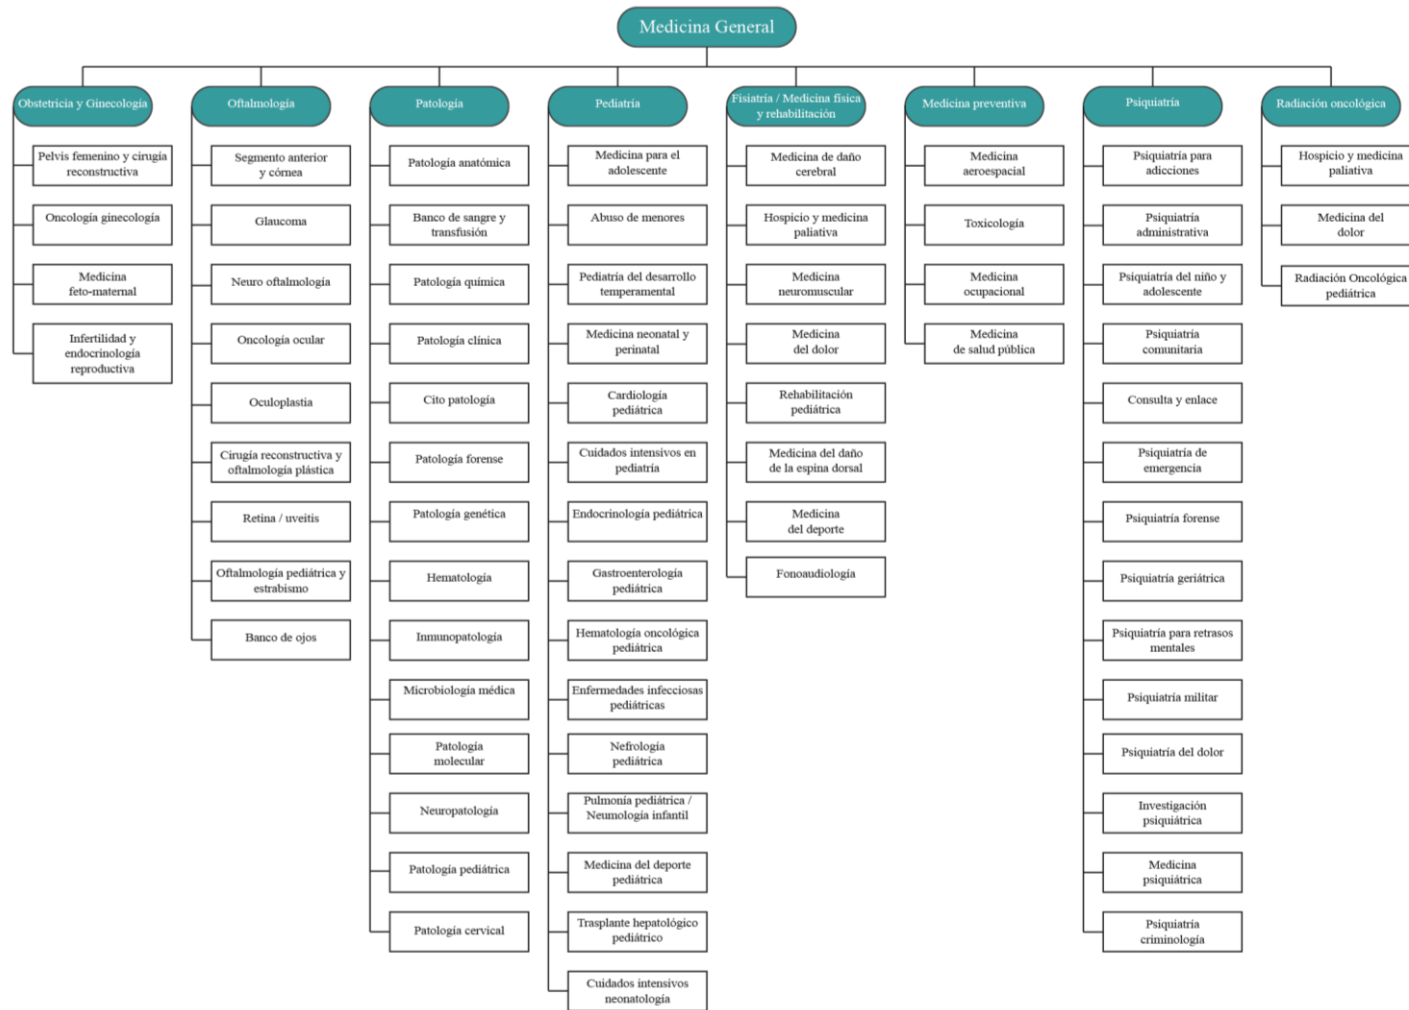 Medicina General
Obstetricia y Ginecología
Oftalmología
Patología
Pediatría
Fisiatría / Medicina física
y rehabilitación
Medicina preventiva
Psiquiatría
Radiación oncológica
Pelvis femenino y cirugía
reconstructiva
Oncología ginecología
Medicina
feto-maternal
Infertilidad y
endocrinología
reproductiva
Segmento anterior
y córnea
Glaucoma
Neuro oftalmología
Oncología ocular
Oculoplastia
Cirugía reconstructiva y
oftalmología plástica
Retina / uveitis
Oftalmología pediátrica y
estrabismo
Banco de ojos
Patología anatómica
Banco de sangre y
transfusión
Patología química
Patología clínica
Cito patología
Patología forense
Patología genética
Hematología
Inmunopatología
Microbiología médica
Patología
molecular
Neuropatología
Patología pediátrica
Patología cervical
Medicina para el
adolescente
Abuso de menores
Pediatría del desarrollo
temperamental
Medicina neonatal y
perinatal
Cardiología
pediátrica
Cuidados intensivos en
pediatría
Endocrinología pediátrica
Gastroenterología
pediátrica
Hematología oncológica
pediátrica
Enfermedades infecciosas
pediátricas
Nefrología
pediátrica
Pulmonía pediátrica /
Neumología infantil
Medicina del deporte
pediátrica
Trasplante hepatológico
pediátrico
Cuidados intensivos
neonatología
Medicina de daño
cerebral
Hospicio y medicina
paliativa
Medicina
neuromuscular
Medicina
del dolor
Rehabilitación
pediátrica
Medicina del daño
de la espina dorsal
Medicina
del deporte
Fonoaudiología
Medicina
aeroespacial
Toxicología
Medicina
ocupacional
Medicina
de salud pública
Psiquiatría para
adicciones
Psiquiatría
administrativa
Psiquiatría del niño y
adolescente
Psiquiatría
comunitaria
Consulta y enlace
Psiquiatría de
emergencia
Psiquiatría forense
Psiquiatría geriátrica
Psiquiatría para retrasos
mentales
Psiquiatría militar
Psiquiatría del dolor
Investigación
psiquiátrica
Medicina
psiquiátrica
Psiquiatría
criminología
Hospicio y medicina
paliativa
Medicina del
dolor
Radiación Oncológica
pediátrica